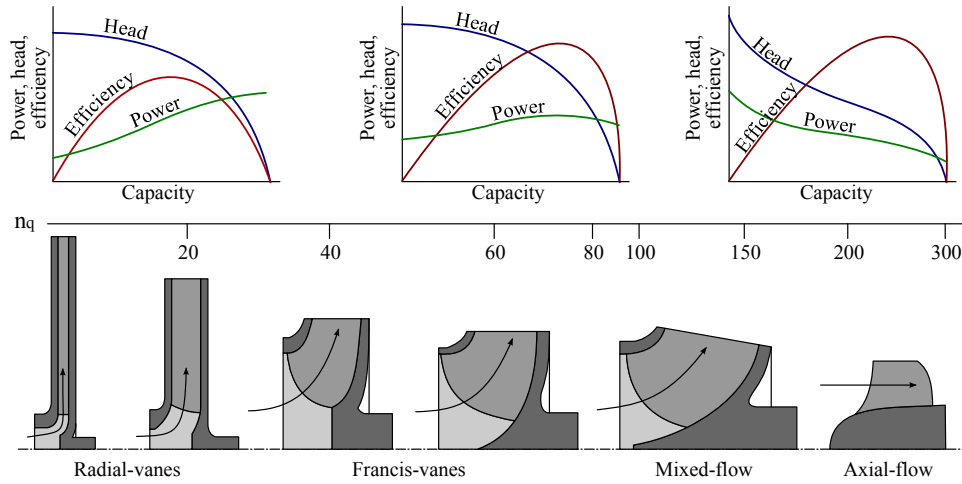 Power, head,
efficiency
Head
Efficiency
Power
Capacity
Power, head,
efficiency
Head
Efficiency
Power
Capacity
Power, head,
efficiency
Head
Efficiency
Power
Capacity
nq
20
40
60
80
100
150
200
300
Radial-vanes
Francis-vanes
Mixed-flow
Axial-flow